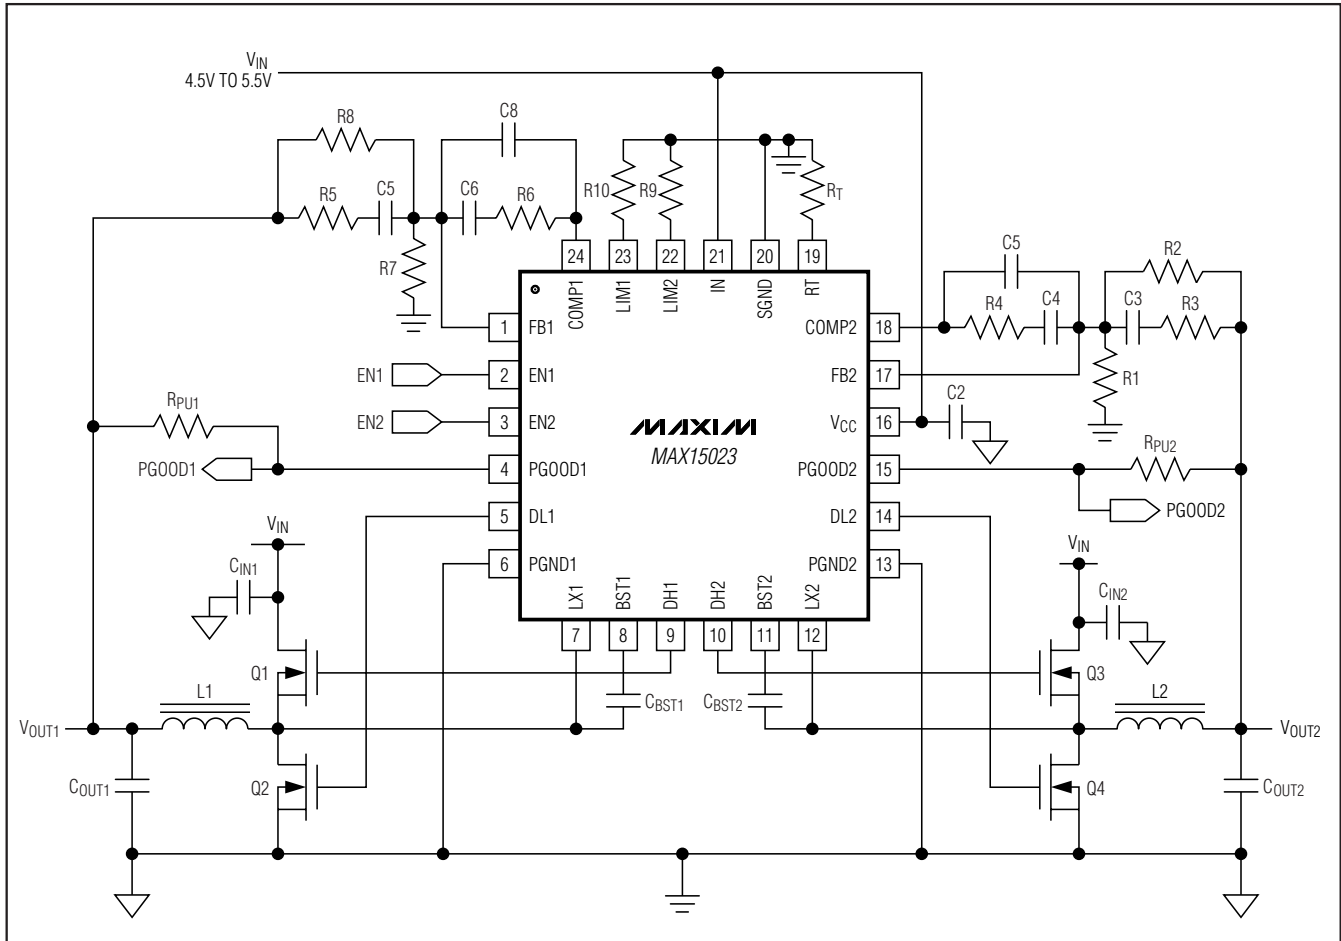 VIN
4.5V TO 5.5V
R8
C8
R5
C5
C6
R6
R7
R10
R9
RT
24
23
22
21
20
19
COMP1
LIM1
LIM2
IN
SGND
RT
C5
R2
R4
C4
C3
R3
R1
1
FB1
COMP2
18
EN1
2
EN1
FB2
17
EN2
3
EN2
VCC
16
C2
RPU1
MAXIM
MAX15023
RPU2
PGOOD1
4
PGOOD1
PGOOD2
15
PGOOD2
5
DL1
DL2
14
VIN
6
PGND1
PGND2
13
VIN
CIN1
CIN2
LX1
BST1
DH1
DH2
BST2
LX2
7
8
9
10
11
12
Q1
Q3
L1
CBST1
CBST2
L2
VOUT1
VOUT2
COUT1
Q2
Q4
COUT2